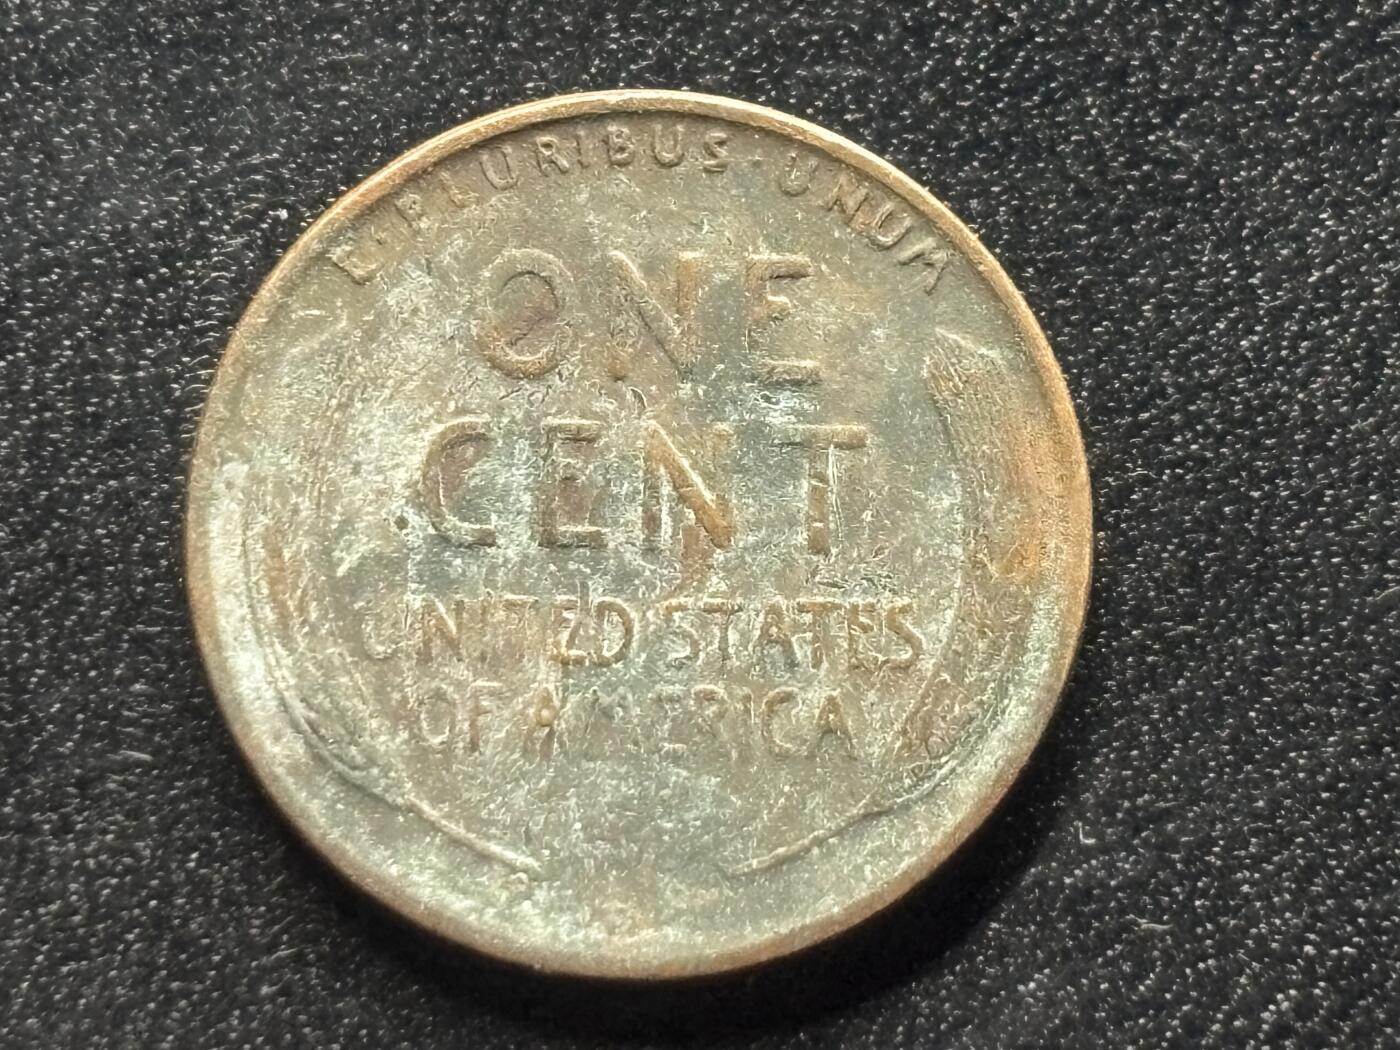 E·PLURIBUS·UNUM
ONE
CENT
UNITED STATES
OF AMERICA